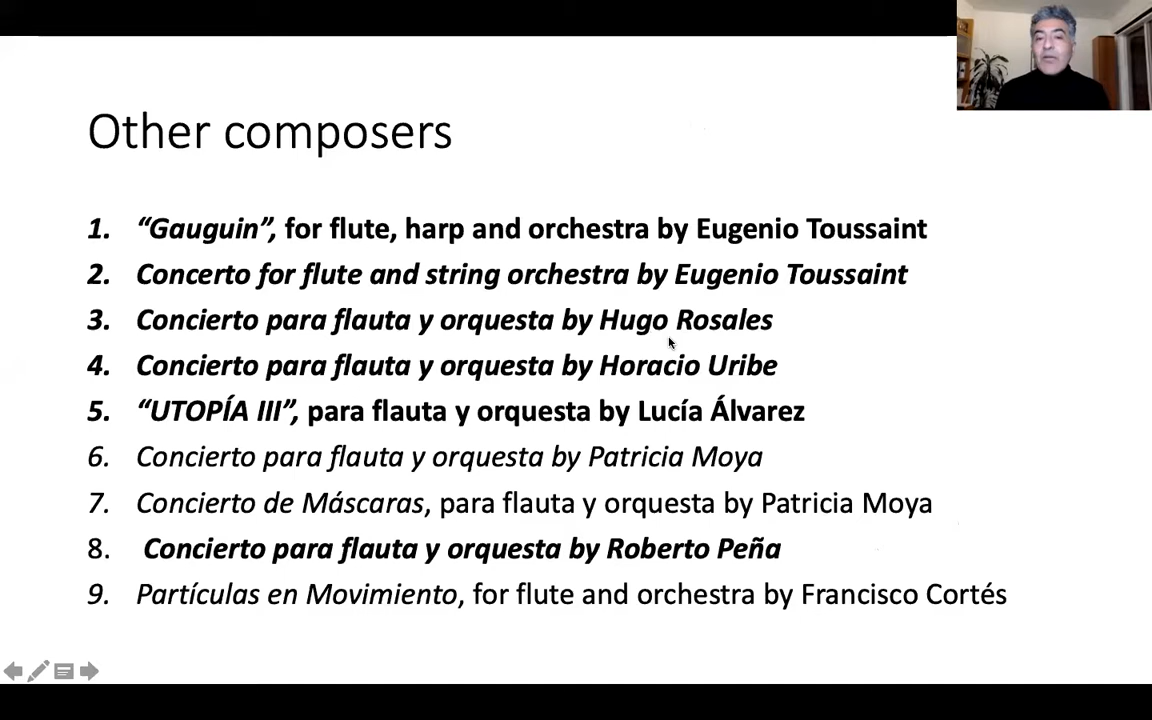 Other composers
1. “Gauguin”, for flute, harp and orchestra by Eugenio Toussaint
2. Concerto for flute and string orchestra by Eugenio Toussaint
3. Concierto para flauta y orquesta by Hugo Rosales
4. Concierto para flauta y orquesta by Horacio Uribe
5. “UTOPÍA III”, para flauta y orquesta by Lucía Álvarez
6. Concierto para flauta y orquesta by Patricia Moya
7. Concierto de Máscaras, para flauta y orquesta by Patricia Moya
8. Concierto para flauta y orquesta by Roberto Peña
9. Partículas en Movimiento, for flute and orchestra by Francisco Cortés